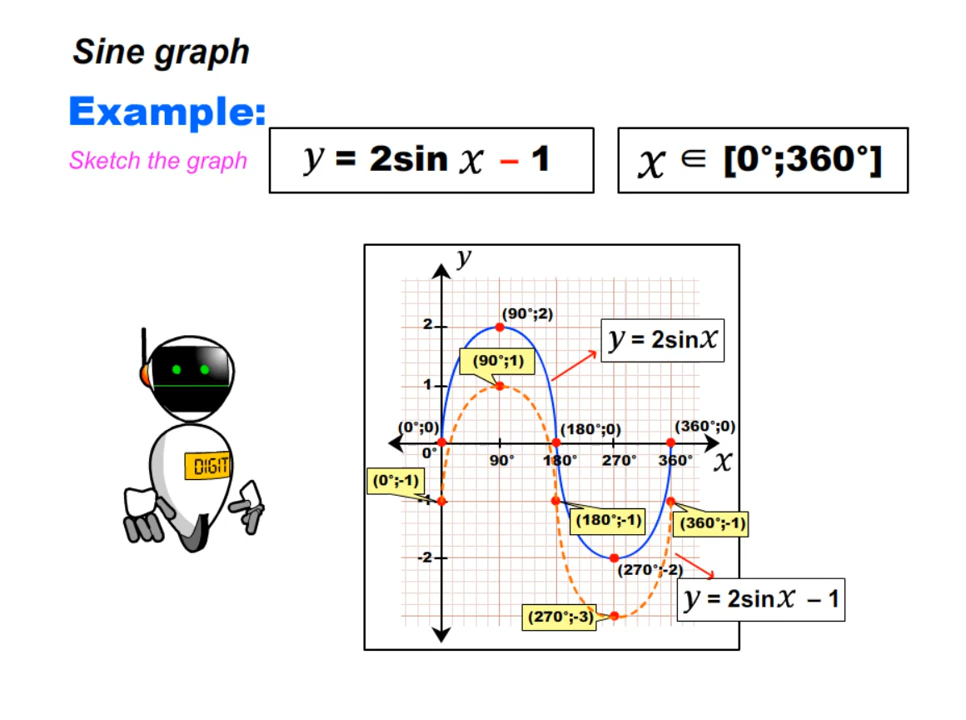 Sine graph
Example:
Sketch the graph
y = 2sin x – 1
x ∈ [0°;360°]
y
2
(90°;2)
y = 2sinx
(90°;1)
1
(0°;0)
(180°;0)
(360°;0)
0°
90°
180°
270°
360°
x
(0°;-1)
-1
DIGIT
(180°;-1)
(360°;-1)
-2
(270°;-2)
y = 2sinx – 1
(270°;-3)